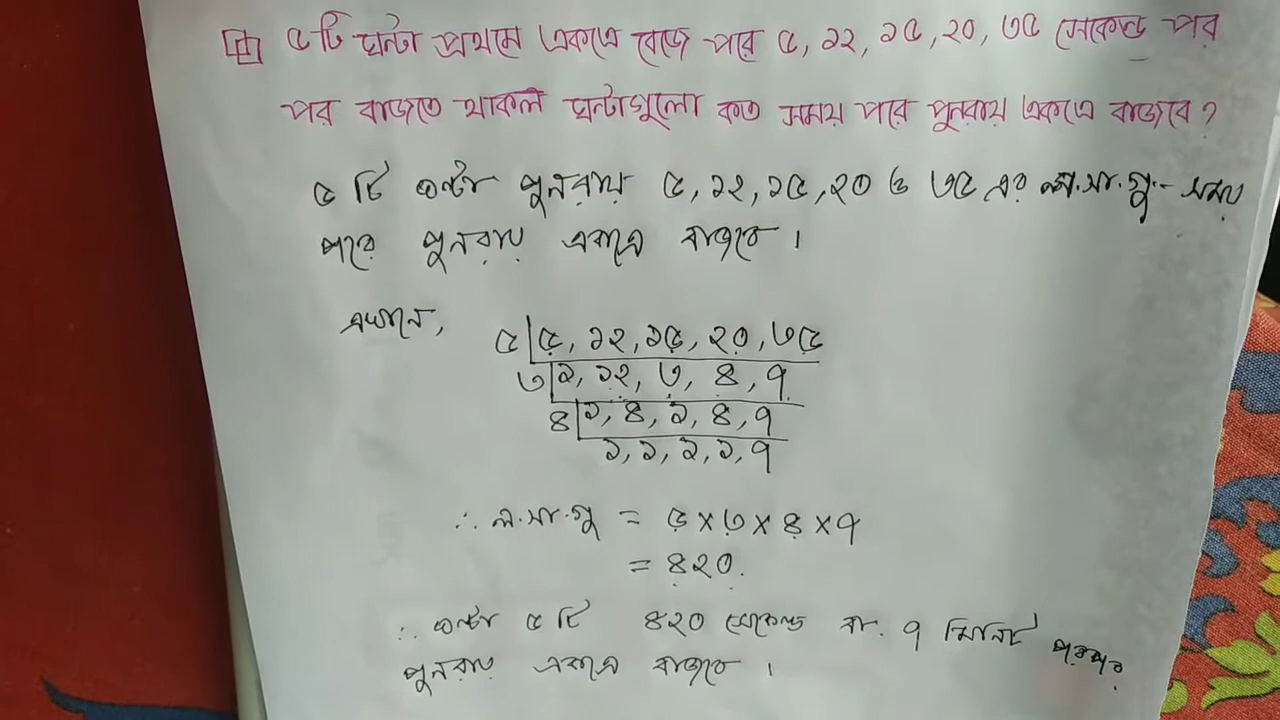 ৫টি ঘন্টা প্রথমে একত্রে বেজে পরে ৫, ১২, ১৫, ২০, ৩৫ সেকেন্ড পর
পর বাজতে থাকল ঘন্টাগুলো কত সময় পরে পুনরায় একত্রে বাজবে?
৫ টি ঘন্টা পুনরায় ৫, ১২, ১৫, ২০ ও ৩৫ এর ল.সা.গু.- সময়
পরে পুনরায় একত্রে বাজবে।
এখানে,
৫ | ৫, ১২, ১৫, ২০, ৩৫
৩ | ১, ১২, ৩, ৪, ৭
৪ | ১, ৪, ১, ৪, ৭
১, ১, ১, ১, ৭
∴ ল.সা.গু = ৫ × ৩ × ৪ × ৭
= ৪২০.
∴ ঘন্টা ৫ টি ৪২০ সেকেন্ড বা. ৭ মিনিট পরপর
পুনরায় একত্রে বাজবে।